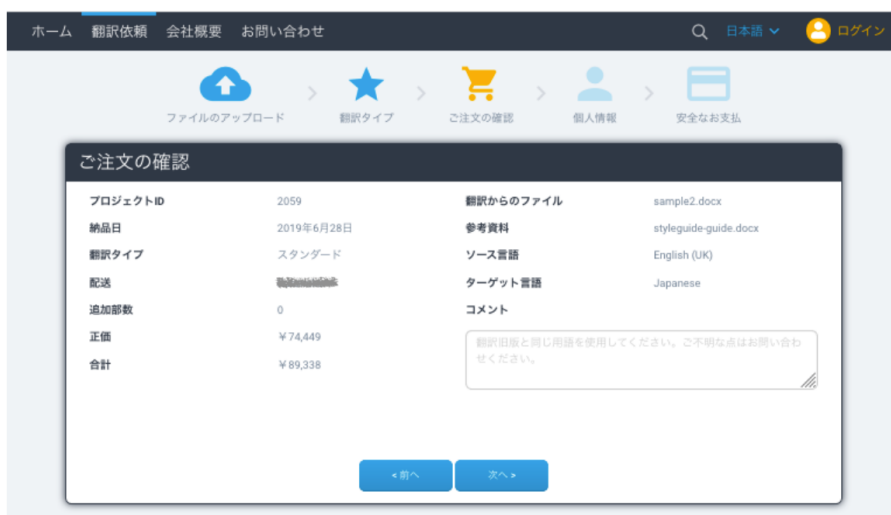 ホーム 翻訳依頼 会社概要 お問い合わせ 日本語 ログイン
ファイルのアップロード 翻訳タイプ ご注文の確認 個人情報 安全なお支払
ご注文の確認
プロジェクトID 2059 翻訳からのファイル sample2.docx
納品日 2019年6月28日 参考資料 styleguide-guide.docx
翻訳タイプ スタンダード ソース言語 English (UK)
配送 ターゲット言語 Japanese
追加部数 0 コメント
正価 ￥74,449
合計 ￥89,338
翻訳旧版と同じ用語を使用してください。ご不明な点はお問い合わ
せください。
<前へ 次へ>